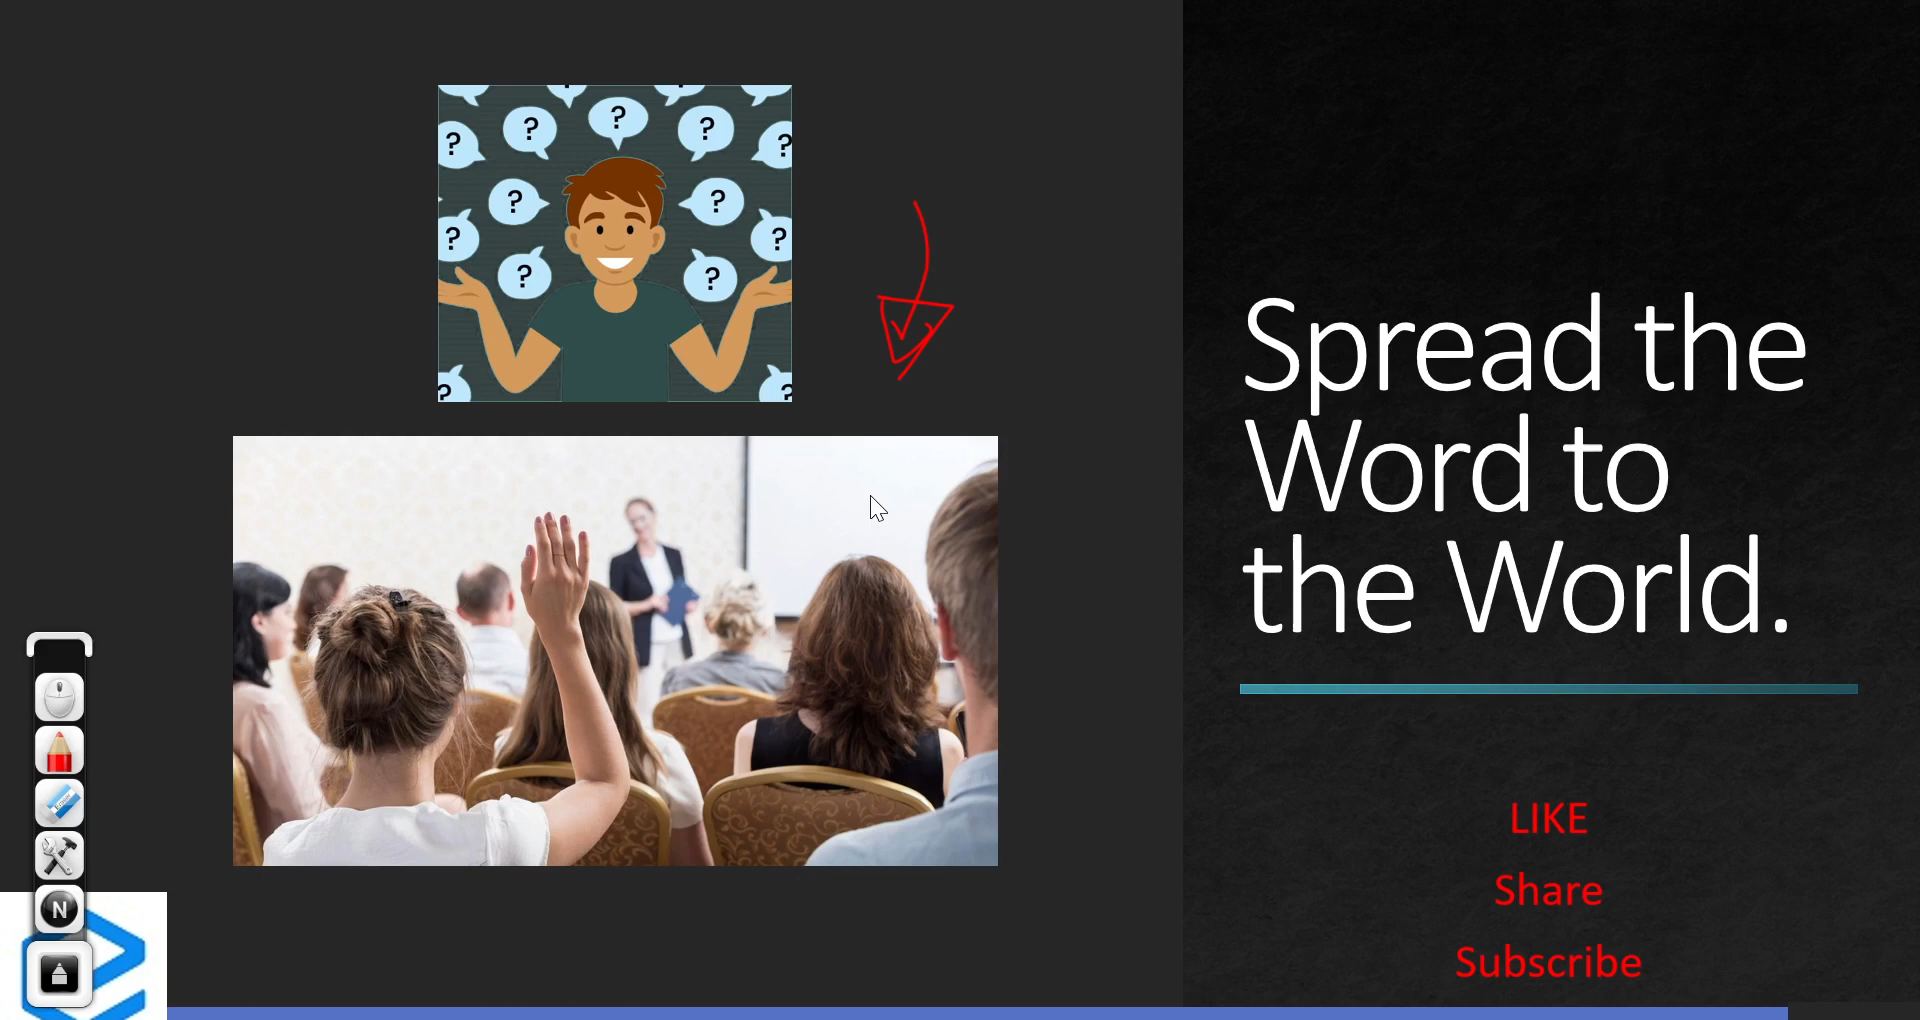 ? ? ? ? ?
? ?
? ?
? ?
? ?
Spread the
Word to
the World.
LIKE
Share
Subscribe
N